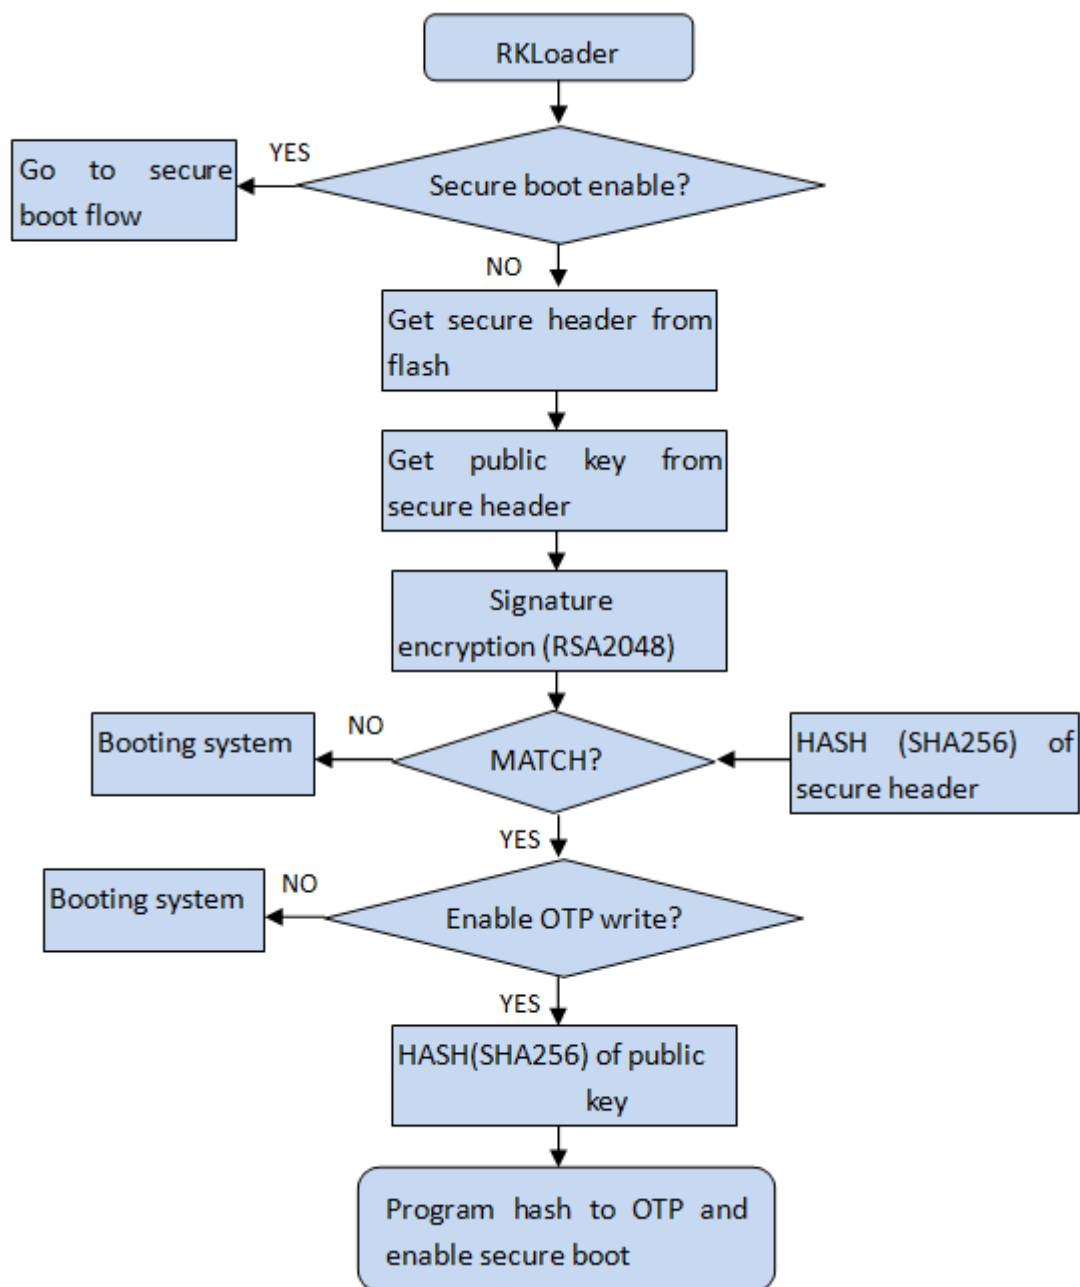 RKLoader
YES
Go to secure
boot flow
Secure boot enable?
NO
Get secure header from
flash
Get public key from
secure header
Signature
encryption (RSA2048)
NO
Booting system
MATCH?
HASH (SHA256) of
secure header
YES
NO
Booting system
Enable OTP write?
YES
HASH(SHA256) of public
key
Program hash to OTP and
enable secure boot